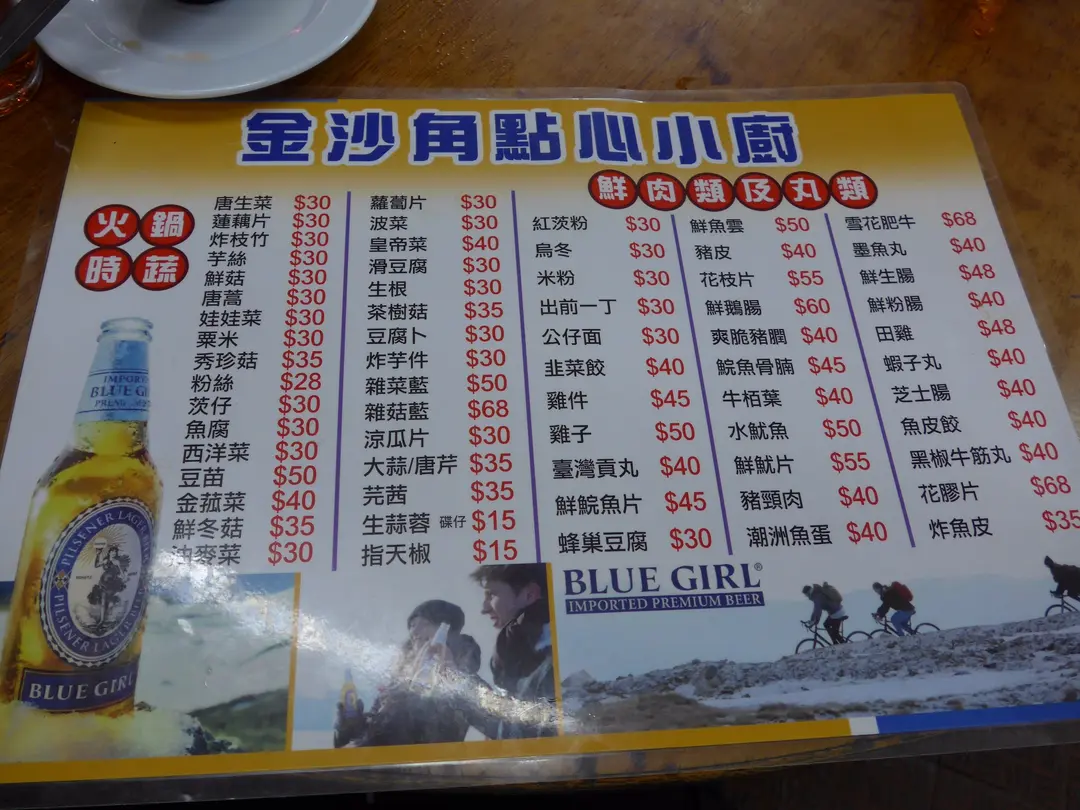 金沙角點心小廚
火鍋
時蔬
唐生菜 $30
蓮藕片 $30
炸枝竹 $30
芋絲 $30
鮮菇 $30
唐蒿 $30
娃娃菜 $30
粟米 $30
秀珍菇 $35
粉絲 $28
茨仔 $30
魚腐 $30
西洋菜 $30
豆苗 $50
金菰菜 $40
鮮冬菇 $35
油麥菜 $30
蘿蔔片 $30
波菜 $30
皇帝菜 $40
滑豆腐 $30
生根 $30
茶樹菇 $35
豆腐卜 $30
炸芋件 $30
雜菜籃 $50
雜菇籃 $68
涼瓜片 $30
大蒜/唐芹 $35
芫茜 $35
生蒜蓉 碟仔 $15
指天椒 $15
鮮肉類及丸類
紅茨粉 $30
烏冬 $30
米粉 $30
出前一丁 $30
公仔面 $30
韭菜餃 $40
雞件 $45
雞子 $50
臺灣貢丸 $40
鮮鯇魚片 $45
蜂巢豆腐 $30
鮮魚雲 $50
豬皮 $40
花枝片 $55
鮮鵝腸 $60
爽脆豬膶 $40
鯇魚骨腩 $45
牛栢葉 $40
水魷魚 $50
鮮魷片 $55
豬頸肉 $40
潮洲魚蛋 $40
雪花肥牛 $68
墨魚丸 $40
鮮生腸 $48
鮮粉腸 $40
田雞 $48
蝦子丸 $40
芝士腸 $40
魚皮餃 $40
黑椒牛筋丸 $40
花膠片 $68
炸魚皮 $35
BLUE GIRL®
IMPORTED PREMIUM BEER
PILSENER LAGER
PILSENER LAGER
BLUE GIRL